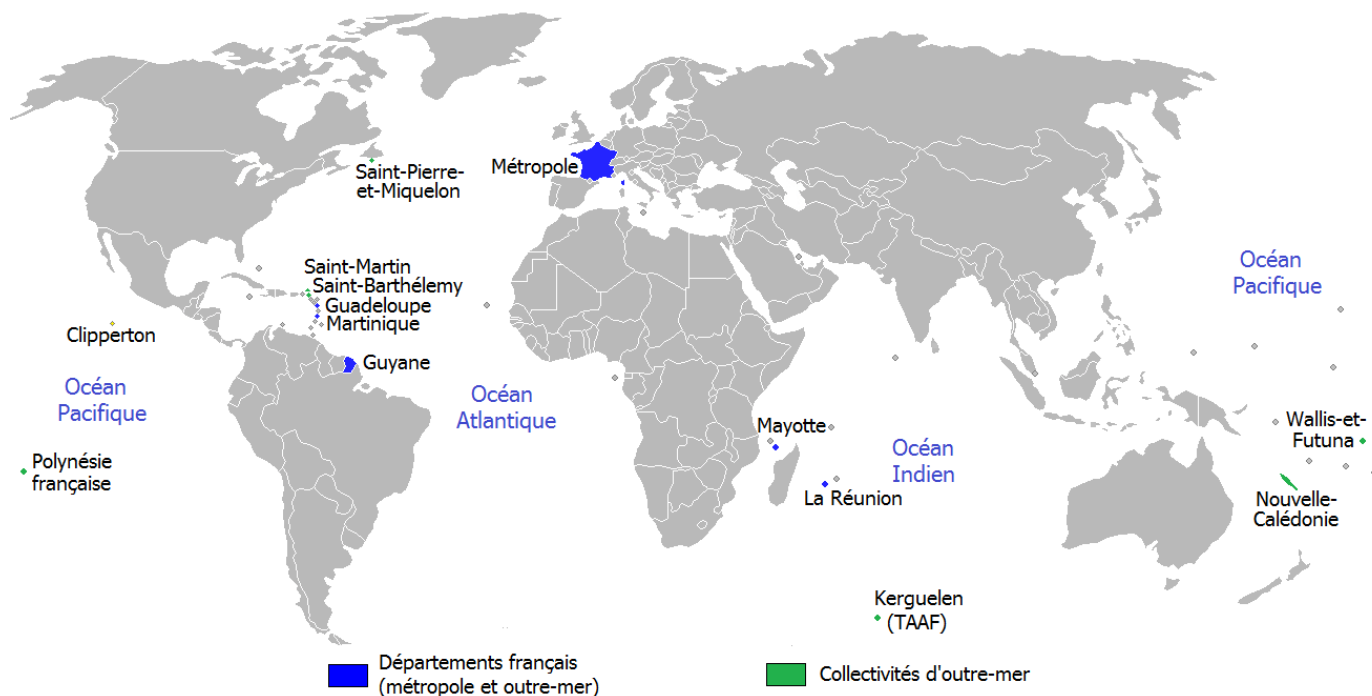 Métropole
Saint-Pierre-
et-Miquelon
Saint-Martin
Saint-Barthélemy
Guadeloupe
Martinique
Clipperton
Guyane
Océan
Pacifique
Océan
Pacifique
Océan
Atlantique
Mayotte
Océan
Indien
Wallis-et-
Futuna
Polynésie
française
La Réunion
Nouvelle-
Calédonie
Kerguelen
(TAAF)
Départements français
(métropole et outre-mer)
Collectivités d'outre-mer